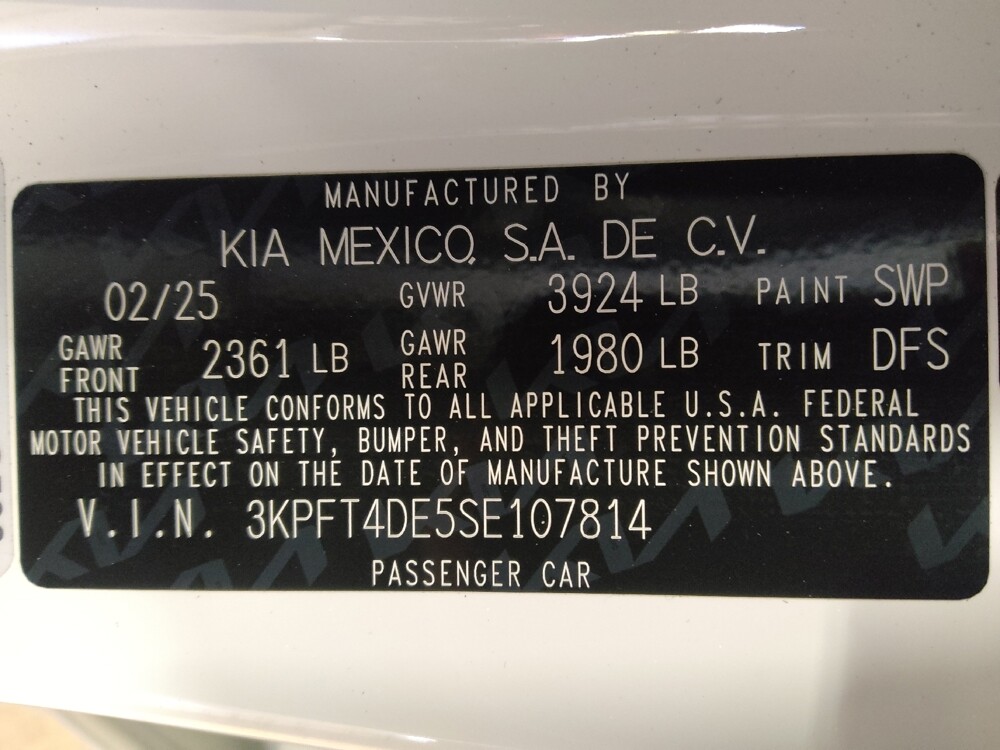 MANUFACTURED BY
KIA MEXICO, S.A. DE C.V.
02/25 GVWR 3924 LB PAINT SWP
GAWR FRONT 2361 LB GAWR REAR 1980 LB TRIM DFS
THIS VEHICLE CONFORMS TO ALL APPLICABLE U.S.A. FEDERAL
MOTOR VEHICLE SAFETY, BUMPER, AND THEFT PREVENTION STANDARDS
IN EFFECT ON THE DATE OF MANUFACTURE SHOWN ABOVE.
V.I.N. 3KPFT4DE5SE107814
PASSENGER CAR